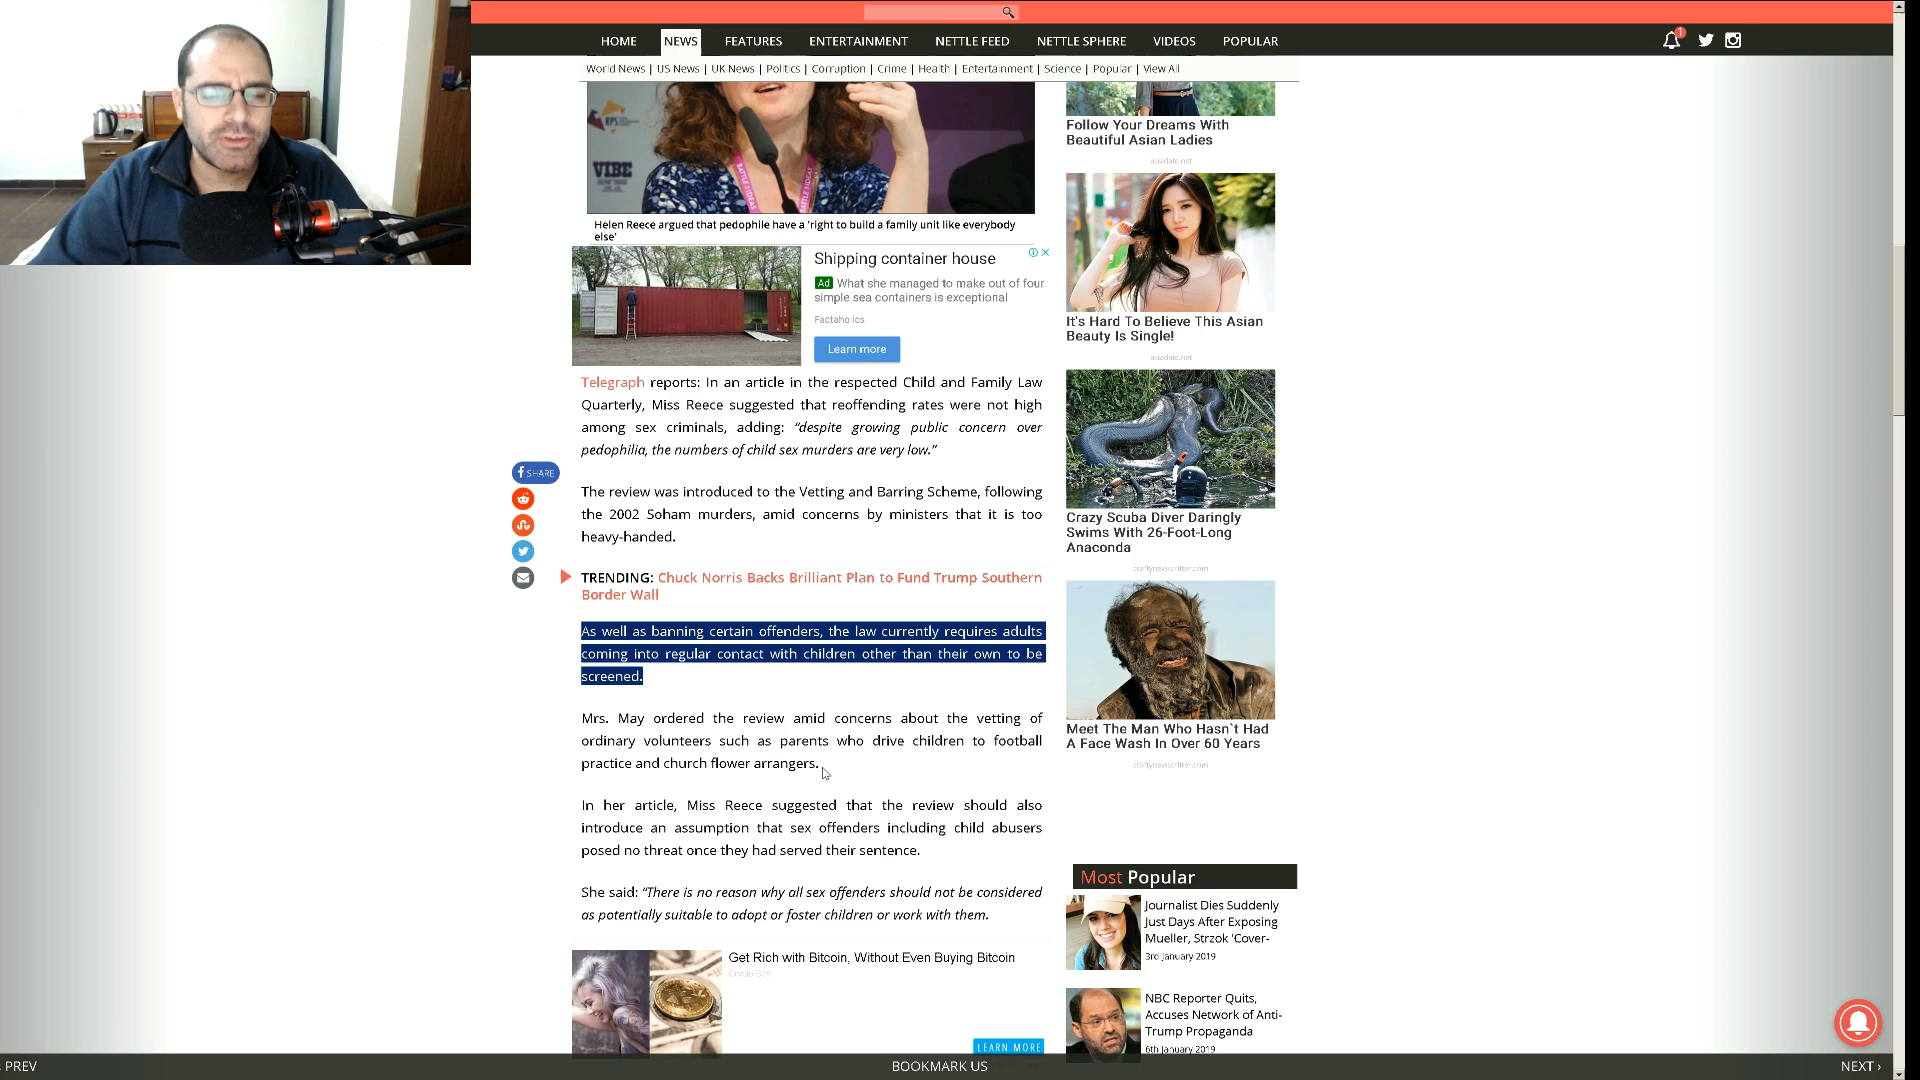 HOME NEWS FEATURES ENTERTAINMENT NETTLE FEED NETTLE SPHERE VIDEOS POPULAR
1
World News | US News | UK News | Politics | Corruption | Crime | Health | Entertainment | Science | Popular | View All
VIBE
BATTLE IDEAS
Helen Reece argued that pedophile have a 'right to build a family unit like everybody
else'
Shipping container house
Ad What she managed to make out of four
simple sea containers is exceptional
Factaholics
Learn more
Telegraph reports: In an article in the respected Child and Family Law
Quarterly, Miss Reece suggested that reoffending rates were not high
among sex criminals, adding: “despite growing public concern over
pedophilia, the numbers of child sex murders are very low.”
SHARE
The review was introduced to the Vetting and Barring Scheme, following
the 2002 Soham murders, amid concerns by ministers that it is too
heavy-handed.
TRENDING: Chuck Norris Backs Brilliant Plan to Fund Trump Southern
Border Wall
As well as banning certain offenders, the law currently requires adults
coming into regular contact with children other than their own to be
screened.
Mrs. May ordered the review amid concerns about the vetting of
ordinary volunteers such as parents who drive children to football
practice and church flower arrangers.
In her article, Miss Reece suggested that the review should also
introduce an assumption that sex offenders including child abusers
posed no threat once they had served their sentence.
She said: “There is no reason why all sex offenders should not be considered
as potentially suitable to adopt or foster children or work with them.
Get Rich with Bitcoin, Without Even Buying Bitcoin
LEARN MORE
Follow Your Dreams With
Beautiful Asian Ladies
asiadate.net
It's Hard To Believe This Asian
Beauty Is Single!
asiadate.net
Crazy Scuba Diver Daringly
Swims With 26-Foot-Long
Anaconda
craftynewscritter.com
Meet The Man Who Hasn`t Had
A Face Wash In Over 60 Years
craftynewscritter.com
Most Popular
Journalist Dies Suddenly
Just Days After Exposing
Mueller, Strzok 'Cover-
3rd January 2019
NBC Reporter Quits,
Accuses Network of Anti-
Trump Propaganda
6th January 2019
PREV
BOOKMARK US
NEXT ›